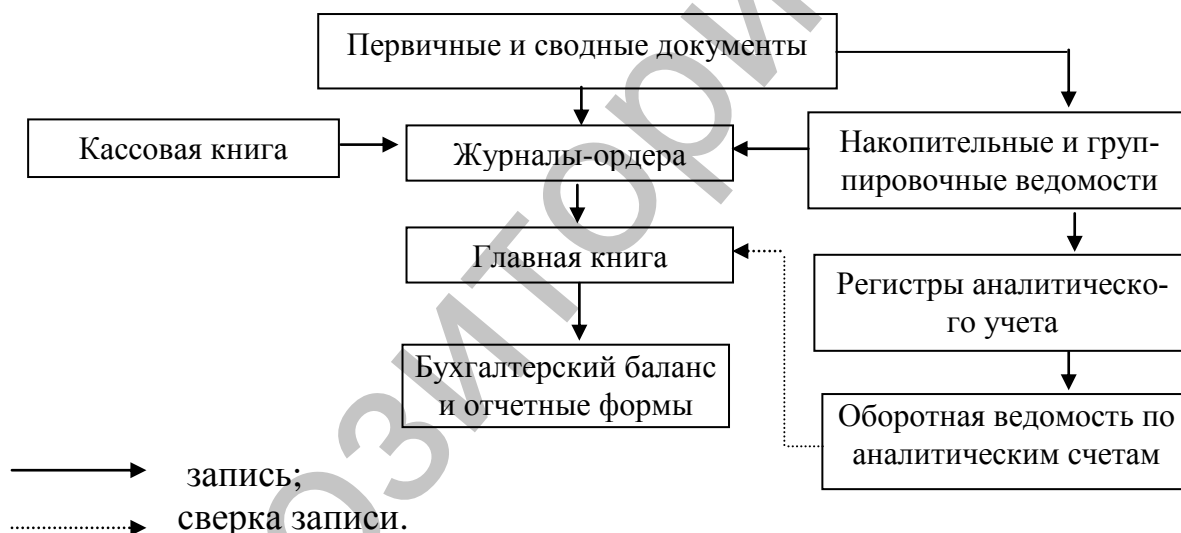 Первичные и сводные документы
Кассовая книга
Журналы-ордера
Накопительные и груп-
пировочные ведомости
Главная книга
Регистры аналитическо-
го учета
Бухгалтерский баланс
и отчетные формы
Оборотная ведомость по
аналитическим счетам
запись;
сверка записи.
озитори